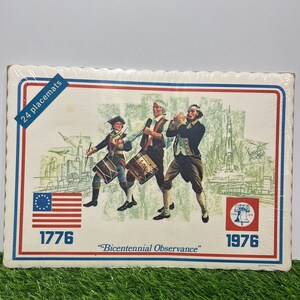 24 placemats
1776
1976
"Bicentennial Observance"